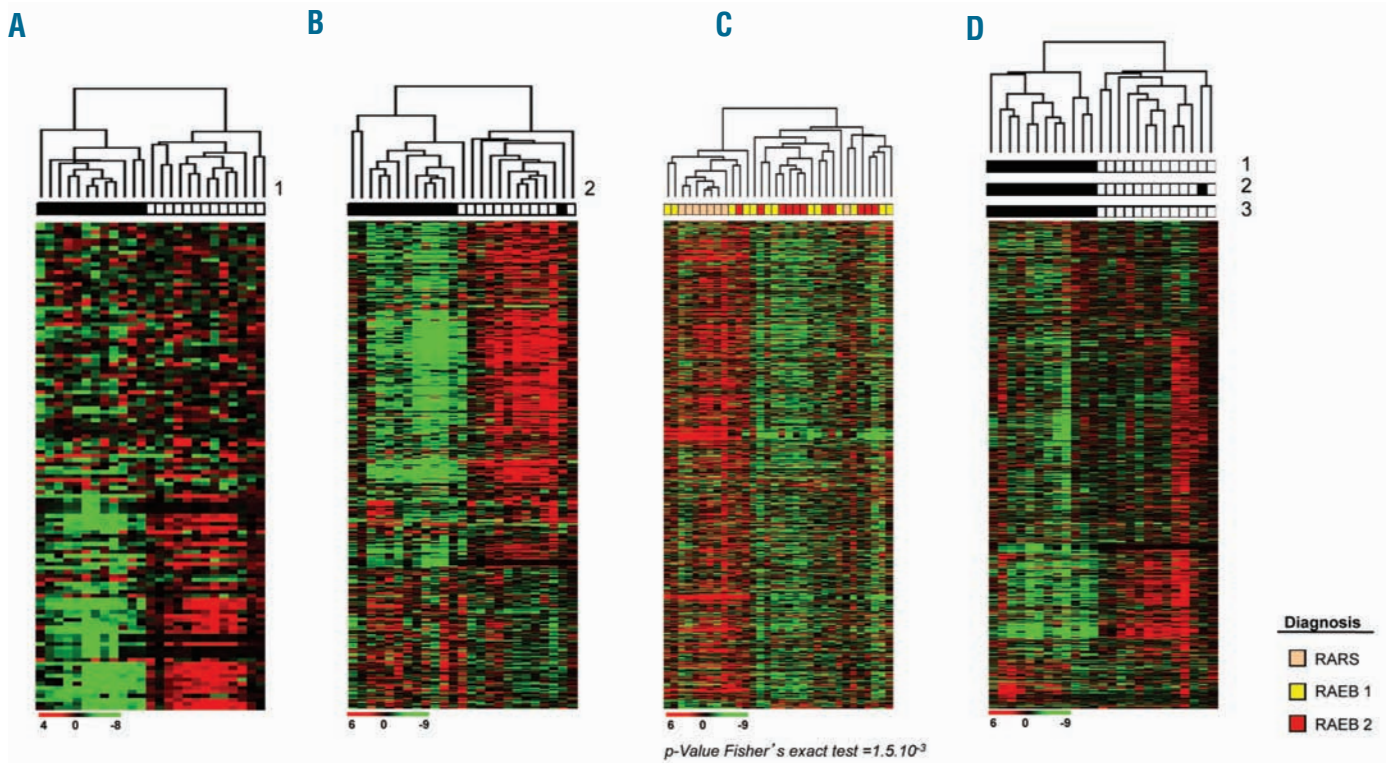 A
B
C
D
1
2
1
2
3
4 0 -8
6 0 -9
6 0 -9
6 0 -9
p-Value Fisher´s exact test =1.5.10-3
Diagnosis
RARS
RAEB 1
RAEB 2